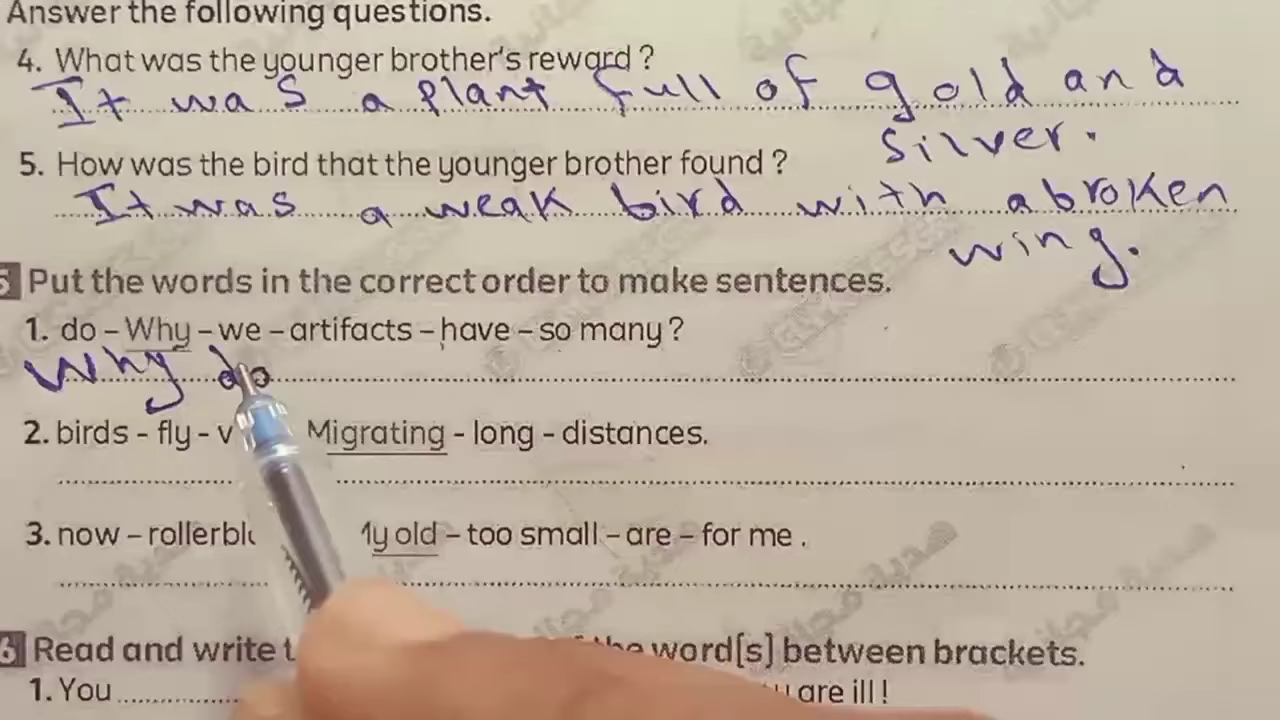 Answer the following questions.
4. What was the younger brother's reward ?
It was a plant full of gold and
silver.
5. How was the bird that the younger brother found ?
It was a weak bird with a broken
wing.
5 Put the words in the correct order to make sentences.
1. do – Why – we – artifacts – have – so many ?
Why do
2. birds - fly - Migrating - long - distances.
3. now – old – too small – are – for me .
6 Read and write the word[s] between brackets.
1. You are ill !